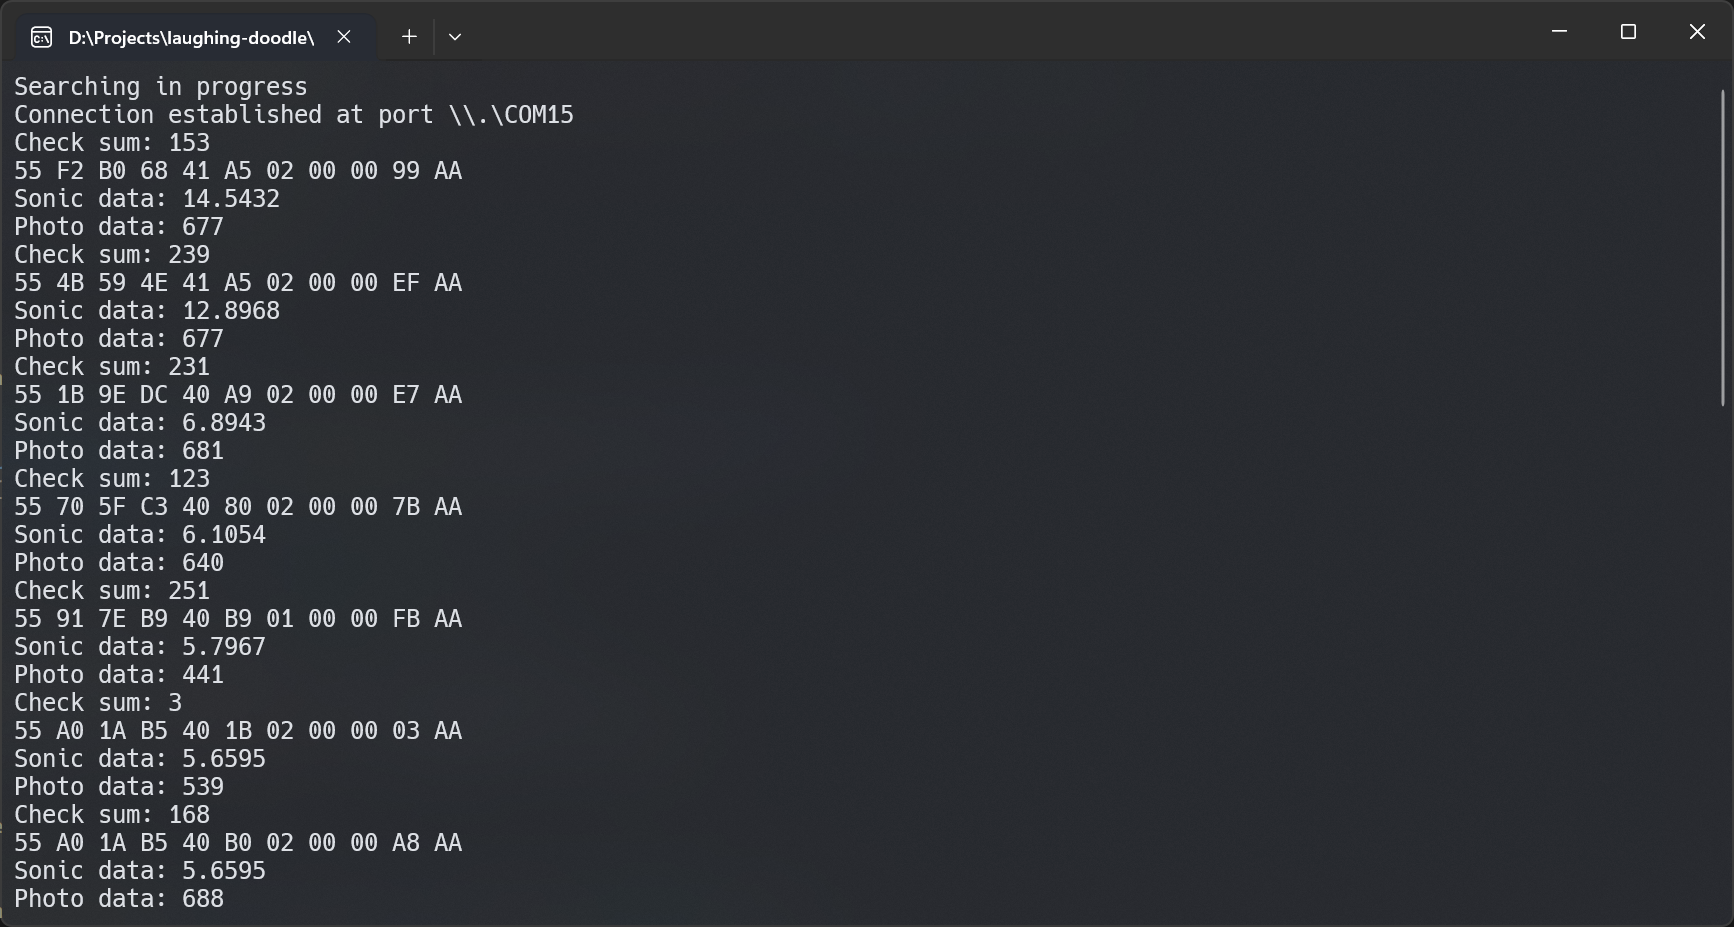 D:\Projects\laughing-doodle\
Searching in progress
Connection established at port \\.\COM15
Check sum: 153
55 F2 B0 68 41 A5 02 00 00 99 AA
Sonic data: 14.5432
Photo data: 677
Check sum: 239
55 4B 59 4E 41 A5 02 00 00 EF AA
Sonic data: 12.8968
Photo data: 677
Check sum: 231
55 1B 9E DC 40 A9 02 00 00 E7 AA
Sonic data: 6.8943
Photo data: 681
Check sum: 123
55 70 5F C3 40 80 02 00 00 7B AA
Sonic data: 6.1054
Photo data: 640
Check sum: 251
55 91 7E B9 40 B9 01 00 00 FB AA
Sonic data: 5.7967
Photo data: 441
Check sum: 3
55 A0 1A B5 40 1B 02 00 00 03 AA
Sonic data: 5.6595
Photo data: 539
Check sum: 168
55 A0 1A B5 40 B0 02 00 00 A8 AA
Sonic data: 5.6595
Photo data: 688